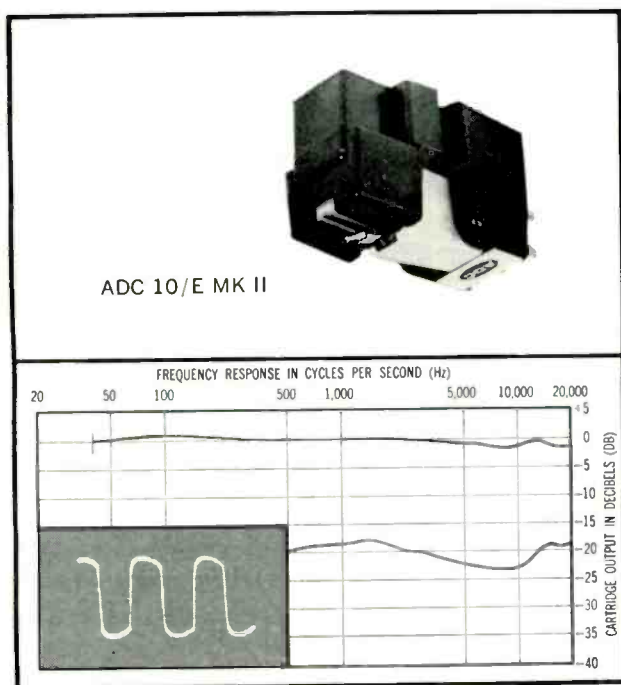 ADC
ADC 10/E MK II
FREQUENCY RESPONSE IN CYCLES PER SECOND (Hz)
20 50 100 500 1,000 5,000 10,000 20,000
+5
0
-5
-10
-15
-20
-25
-30
-35
-40
CARTRIDGE OUTPUT IN DECIBELS (DB)